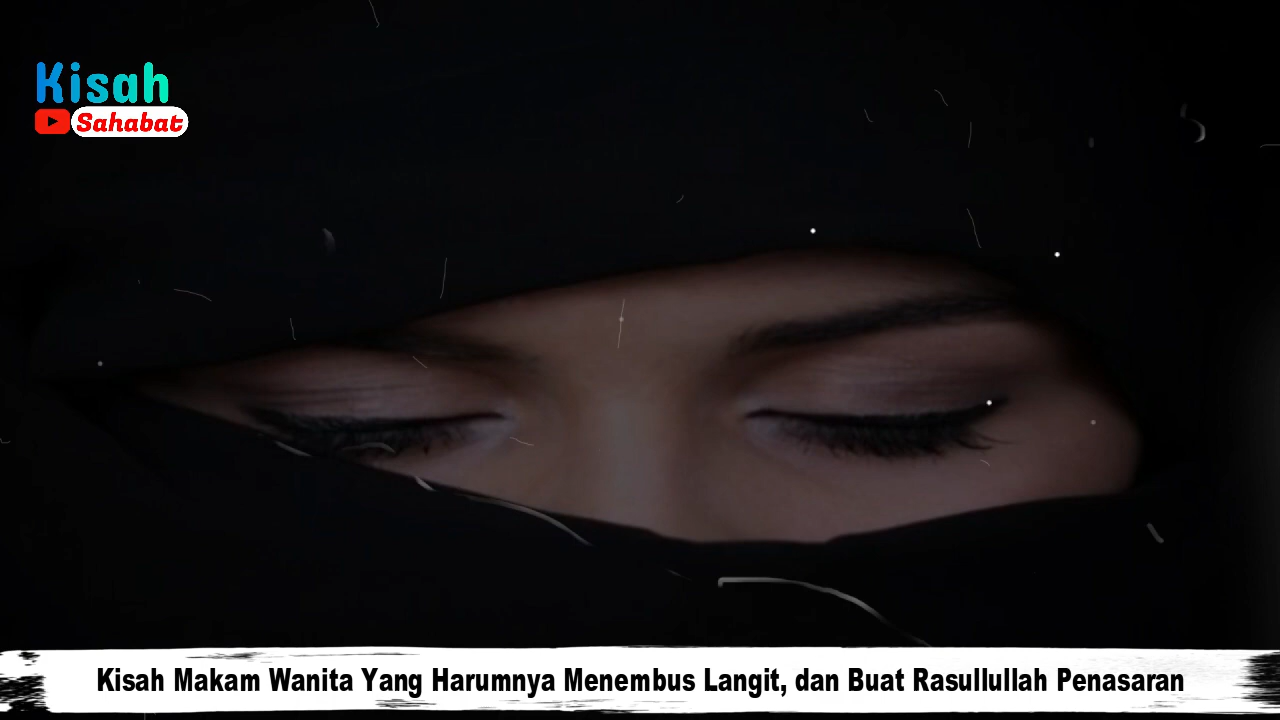 Kisah
Sahabat
Kisah Makam Wanita Yang Harumnya Menembus Langit, dan Buat Rasullullah Penasaran